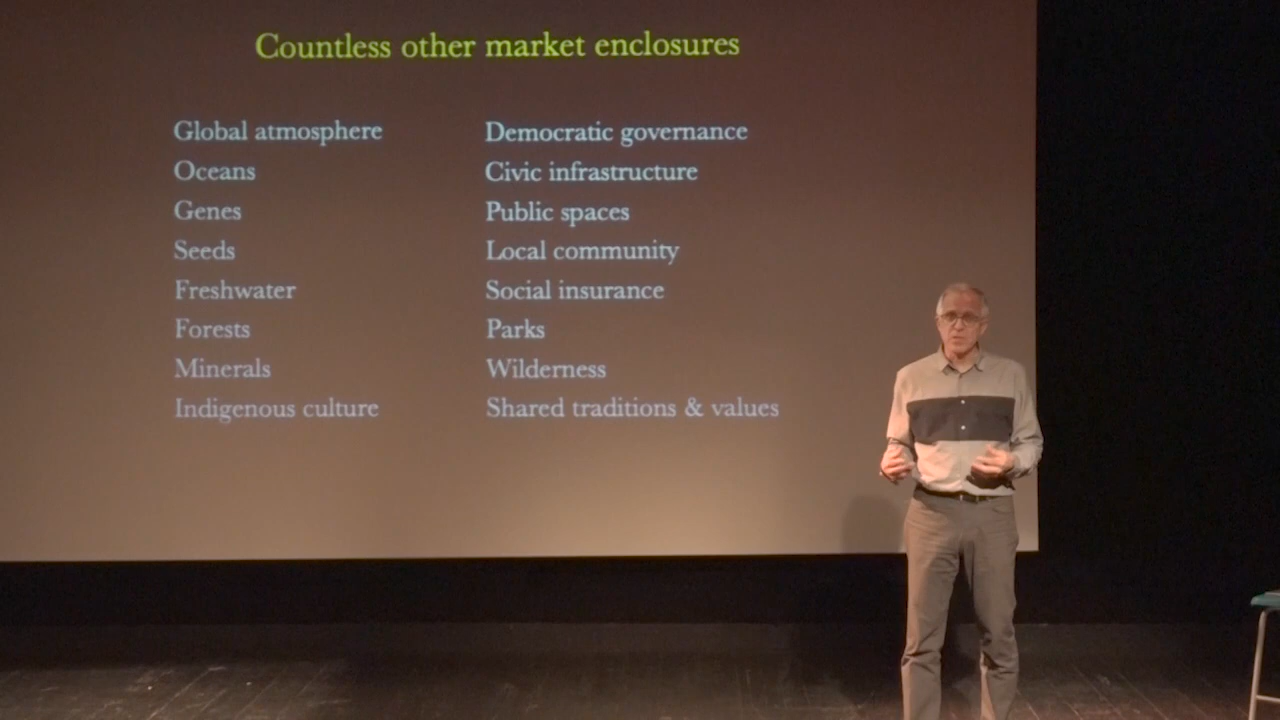 Countless other market enclosures
Global atmosphere
Oceans
Genes
Seeds
Freshwater
Forests
Minerals
Indigenous culture
Democratic governance
Civic infrastructure
Public spaces
Local community
Social insurance
Parks
Wilderness
Shared traditions & values